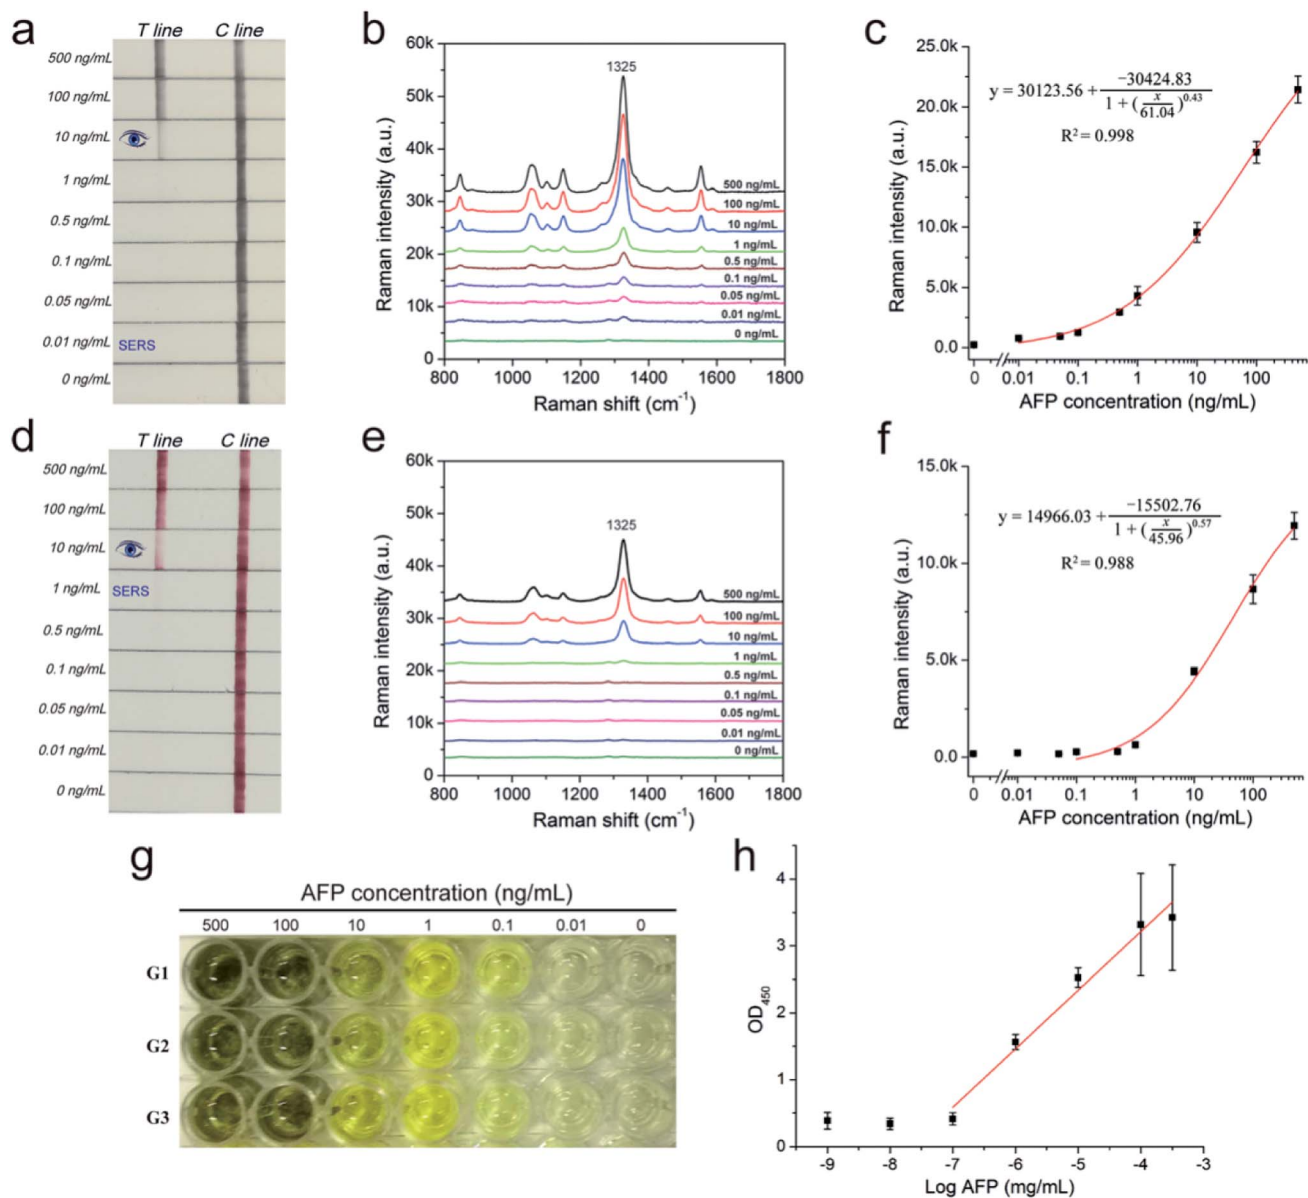 a
T line C line
500 ng/mL
100 ng/mL
10 ng/mL
1 ng/mL
0.5 ng/mL
0.1 ng/mL
0.05 ng/mL
0.01 ng/mL SERS
0 ng/mL
b
60k
50k
40k
30k
20k
10k
0
Raman intensity (a.u.)
1325
500 ng/mL
100 ng/mL
10 ng/mL
1 ng/mL
0.5 ng/mL
0.1 ng/mL
0.05 ng/mL
0.01 ng/mL
0 ng/mL
800 1000 1200 1400 1600 1800
Raman shift (cm⁻¹)
c
25.0k
20.0k
15.0k
10.0k
5.0k
0.0
Raman intensity (a.u.)
y = 30123.56 + −30424.83 / 1 + (x/61.04)^0.43
R² = 0.998
0 0.01 0.1 1 10 100
AFP concentration (ng/mL)
d
T line C line
500 ng/mL
100 ng/mL
10 ng/mL
1 ng/mL SERS
0.5 ng/mL
0.1 ng/mL
0.05 ng/mL
0.01 ng/mL
0 ng/mL
e
60k
50k
40k
30k
20k
10k
0
Raman intensity (a.u.)
1325
500 ng/mL
100 ng/mL
10 ng/mL
1 ng/mL
0.5 ng/mL
0.1 ng/mL
0.05 ng/mL
0.01 ng/mL
0 ng/mL
800 1000 1200 1400 1600 1800
Raman shift (cm⁻¹)
f
15.0k
10.0k
5.0k
0.0
Raman intensity (a.u.)
y = 14966.03 + −15502.76 / 1 + (x/45.96)^0.57
R² = 0.988
0 0.01 0.1 1 10 100
AFP concentration (ng/mL)
g
AFP concentration (ng/mL)
500 100 10 1 0.1 0.01 0
G1
G2
G3
h
4
3
2
1
0
OD₄₅₀
-9 -8 -7 -6 -5 -4 -3
Log AFP (mg/mL)